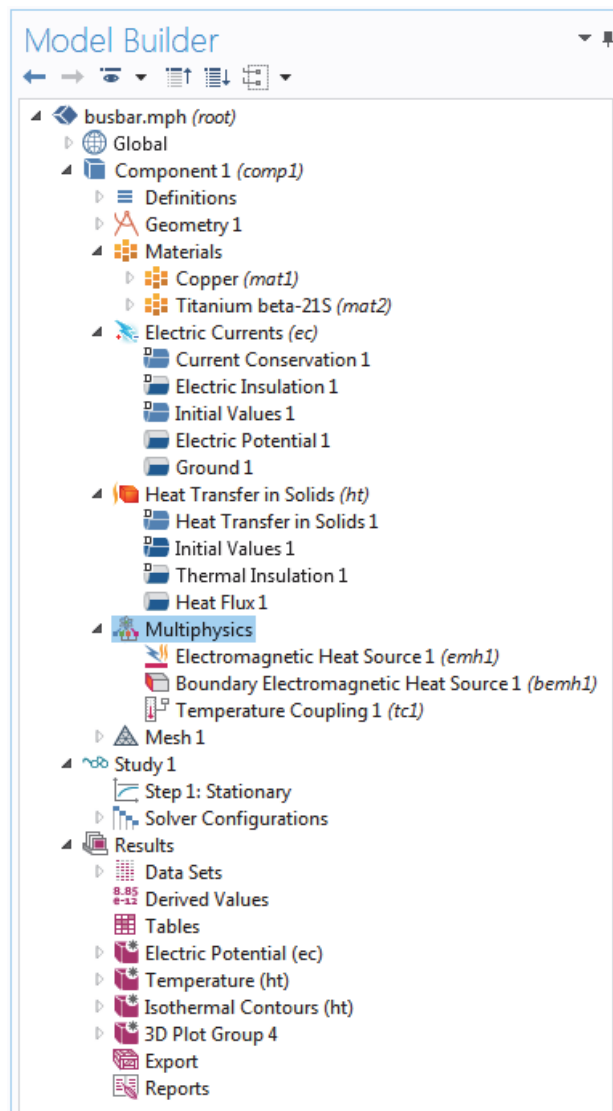 Model Builder
busbar.mph (root)
Global
Component 1 (comp1)
Definitions
Geometry 1
Materials
Copper (mat1)
Titanium beta-21S (mat2)
Electric Currents (ec)
Current Conservation 1
Electric Insulation 1
Initial Values 1
Electric Potential 1
Ground 1
Heat Transfer in Solids (ht)
Heat Transfer in Solids 1
Initial Values 1
Thermal Insulation 1
Heat Flux 1
Multiphysics
Electromagnetic Heat Source 1 (emh1)
Boundary Electromagnetic Heat Source 1 (bemh1)
Temperature Coupling 1 (tc1)
Mesh 1
Study 1
Step 1: Stationary
Solver Configurations
Results
Data Sets
8.85
e-12 Derived Values
Tables
Electric Potential (ec)
Temperature (ht)
Isothermal Contours (ht)
3D Plot Group 4
Export
Reports